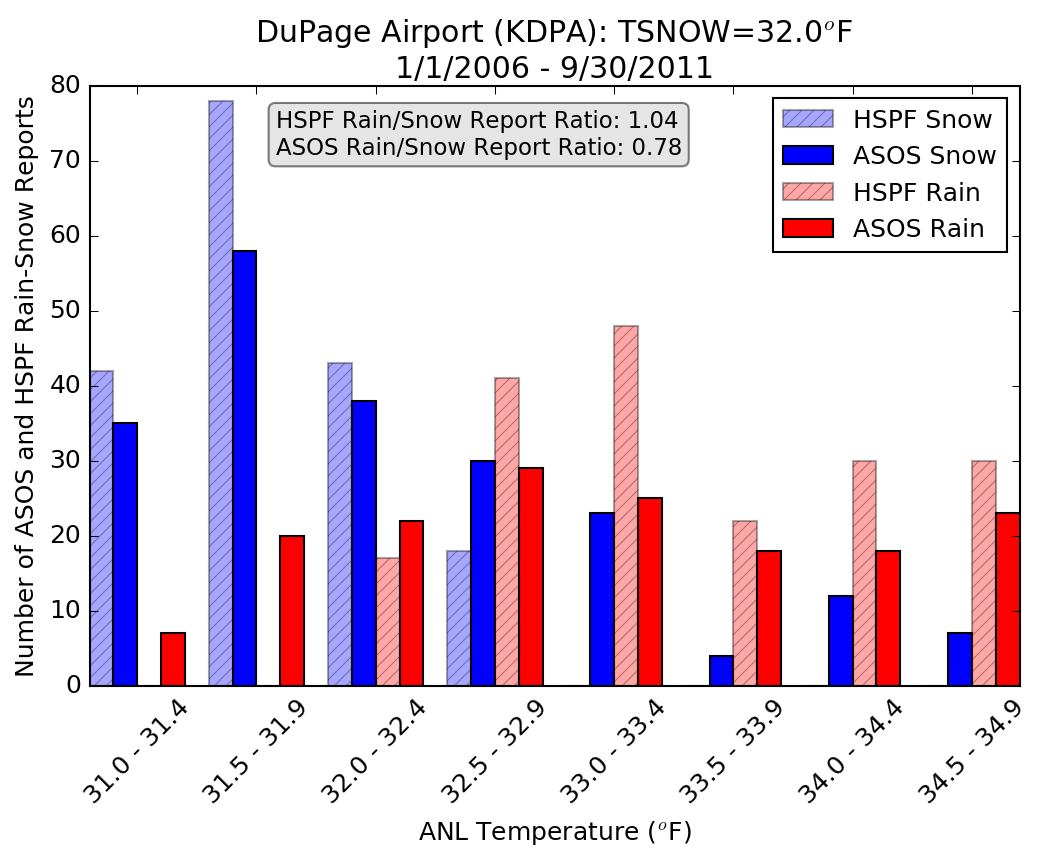 DuPage Airport (KDPA): TSNOW=32.0°F
1/1/2006 - 9/30/2011
HSPF Rain/Snow Report Ratio: 1.04
ASOS Rain/Snow Report Ratio: 0.78
HSPF Snow
ASOS Snow
HSPF Rain
ASOS Rain
Number of ASOS and HSPF Rain-Snow Reports
80
70
60
50
40
30
20
10
0
31.0 - 31.4
31.5 - 31.9
32.0 - 32.4
32.5 - 32.9
33.0 - 33.4
33.5 - 33.9
34.0 - 34.4
34.5 - 34.9
ANL Temperature (°F)